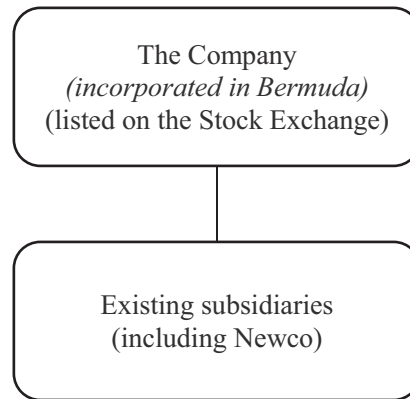 The Company
(incorporated in Bermuda)
(listed on the Stock Exchange)
Existing subsidiaries
(including Newco)